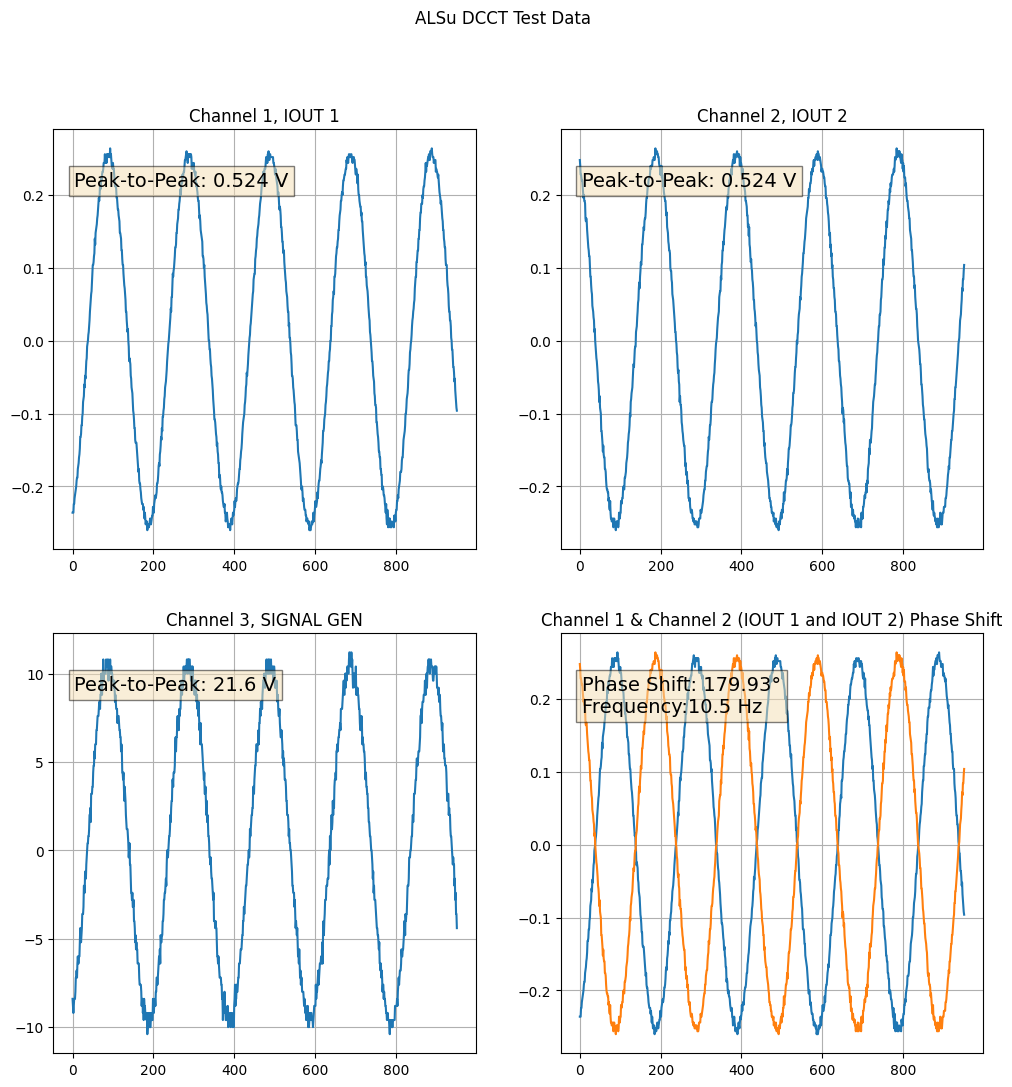 ALSu DCCT Test Data
Channel 1, IOUT 1
Peak-to-Peak: 0.524 V
0.2
0.1
0.0
−0.1
−0.2
0 200 400 600 800
Channel 2, IOUT 2
Peak-to-Peak: 0.524 V
0.2
0.1
0.0
−0.1
−0.2
0 200 400 600 800
Channel 3, SIGNAL GEN
Peak-to-Peak: 21.6 V
10
5
0
−5
−10
0 200 400 600 800
Channel 1 & Channel 2 (IOUT 1 and IOUT 2) Phase Shift
Phase Shift: 179.93°
Frequency:10.5 Hz
0.2
0.1
0.0
−0.1
−0.2
0 200 400 600 800